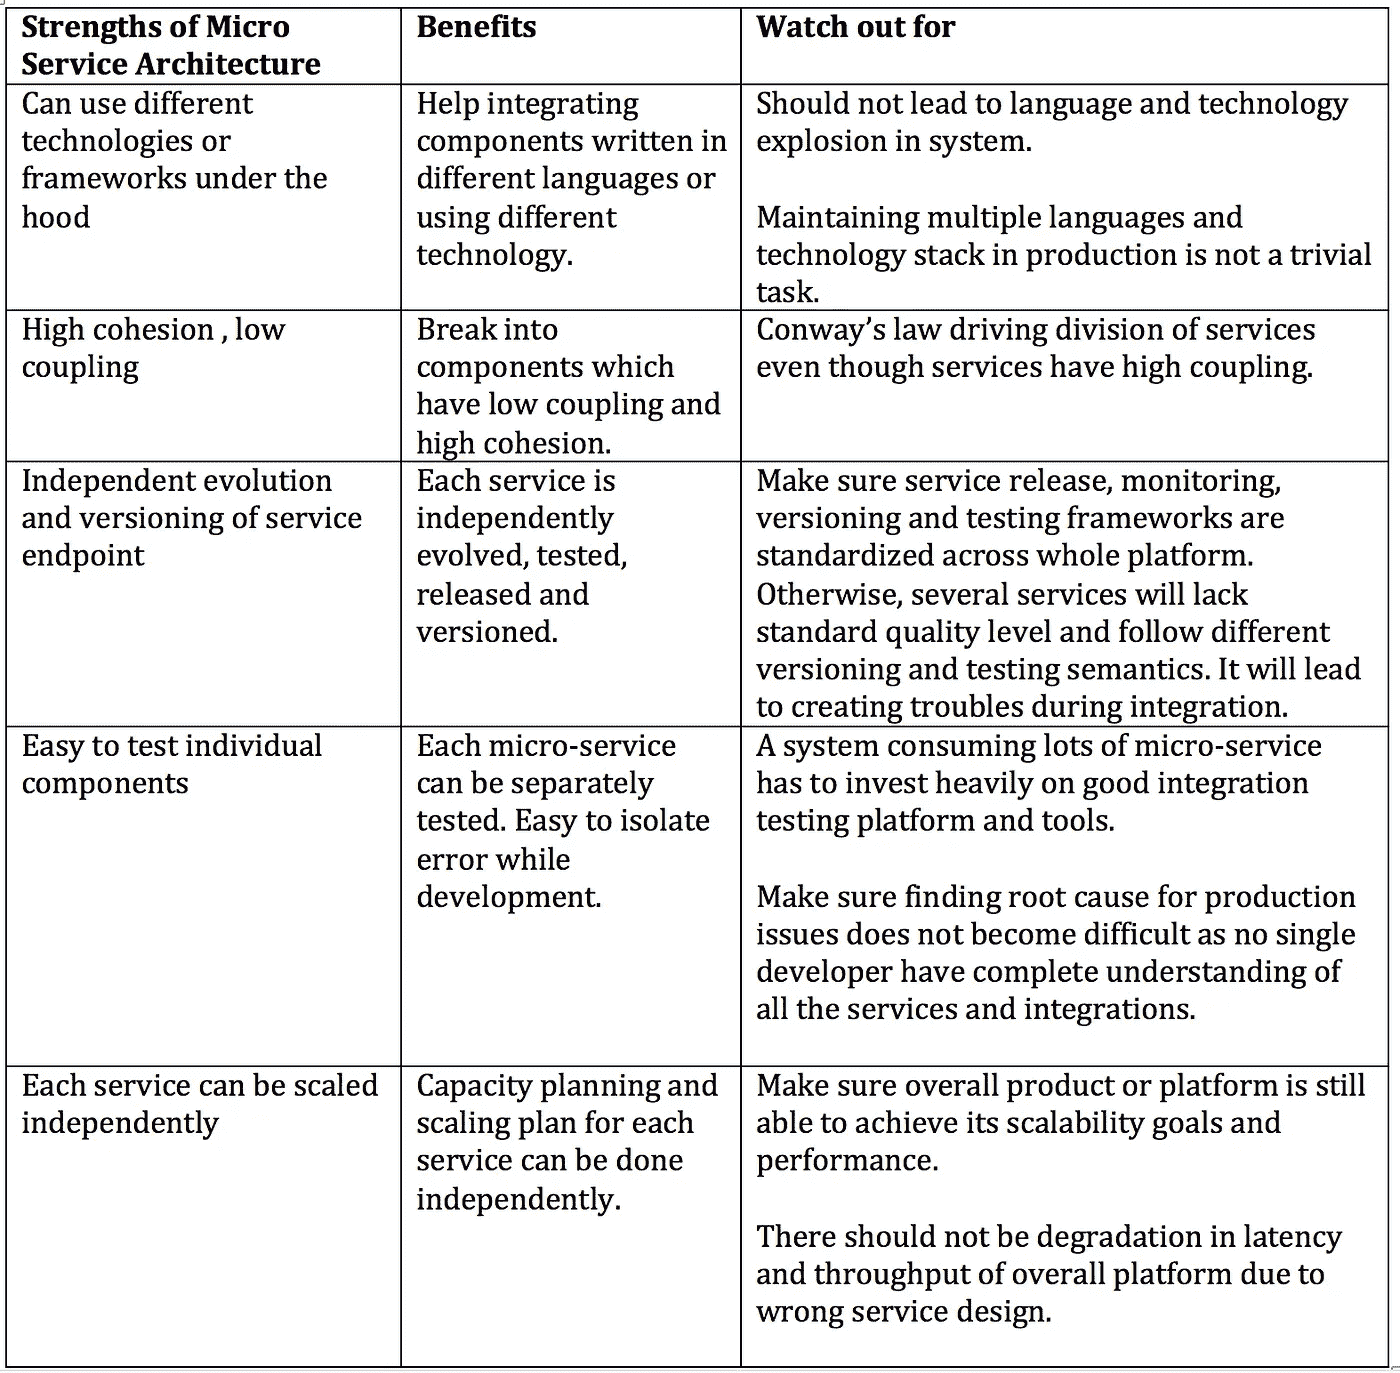 Strengths of Micro
Service Architecture
Benefits
Watch out for
Can use different
technologies or
frameworks under the
hood
Help integrating
components written in
different languages or
using different
technology.
Should not lead to language and technology
explosion in system.
Maintaining multiple languages and
technology stack in production is not a trivial
task.
High cohesion , low
coupling
Break into
components which
have low coupling and
high cohesion.
Conway’s law driving division of services
even though services have high coupling.
Independent evolution
and versioning of service
endpoint
Each service is
independently
evolved, tested,
released and
versioned.
Make sure service release, monitoring,
versioning and testing frameworks are
standardized across whole platform.
Otherwise, several services will lack
standard quality level and follow different
versioning and testing semantics. It will lead
to creating troubles during integration.
Easy to test individual
components
Each micro-service
can be separately
tested. Easy to isolate
error while
development.
A system consuming lots of micro-service
has to invest heavily on good integration
testing platform and tools.
Make sure finding root cause for production
issues does not become difficult as no single
developer have complete understanding of
all the services and integrations.
Each service can be scaled
independently
Capacity planning and
scaling plan for each
service can be done
independently.
Make sure overall product or platform is still
able to achieve its scalability goals and
performance.
There should not be degradation in latency
and throughput of overall platform due to
wrong service design.